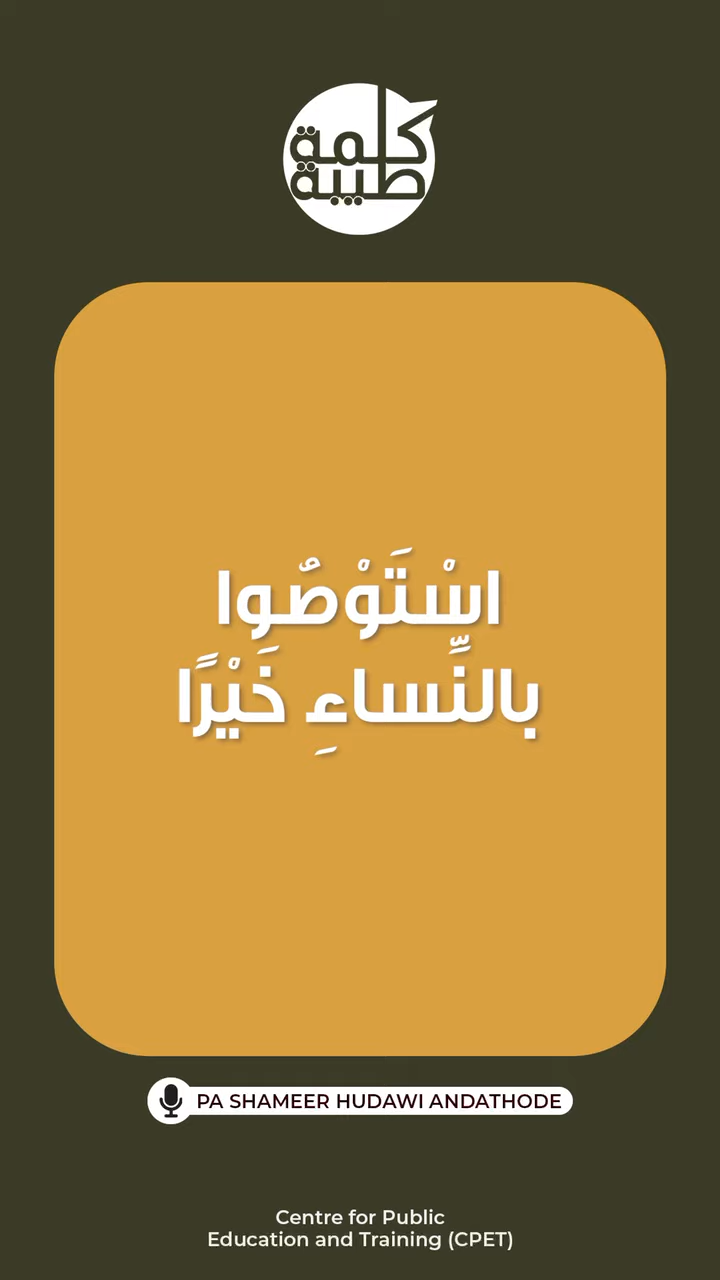 كلمة
طيبة
اسْتَوْصُوا
بالنِّساءِ خَيْرًا
PA SHAMEER HUDAWI ANDATHODE
Centre for Public
Education and Training (CPET)